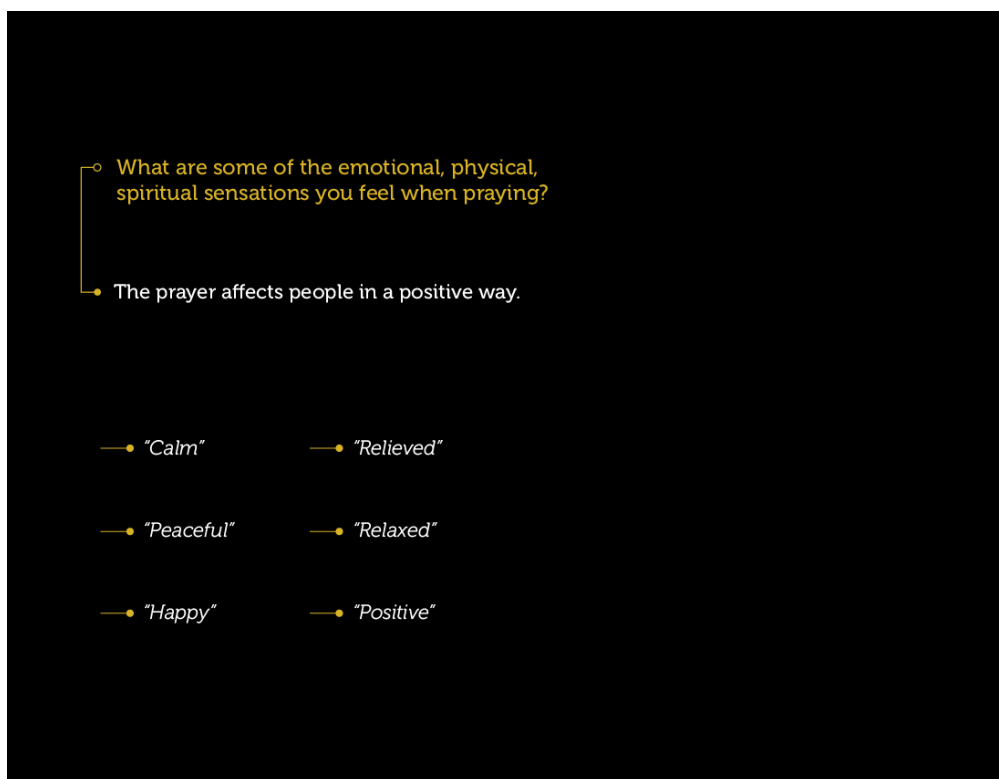 What are some of the emotional, physical,
spiritual sensations you feel when praying?
The prayer affects people in a positive way.
“Calm”
“Relieved”
“Peaceful”
“Relaxed”
“Happy”
“Positive”